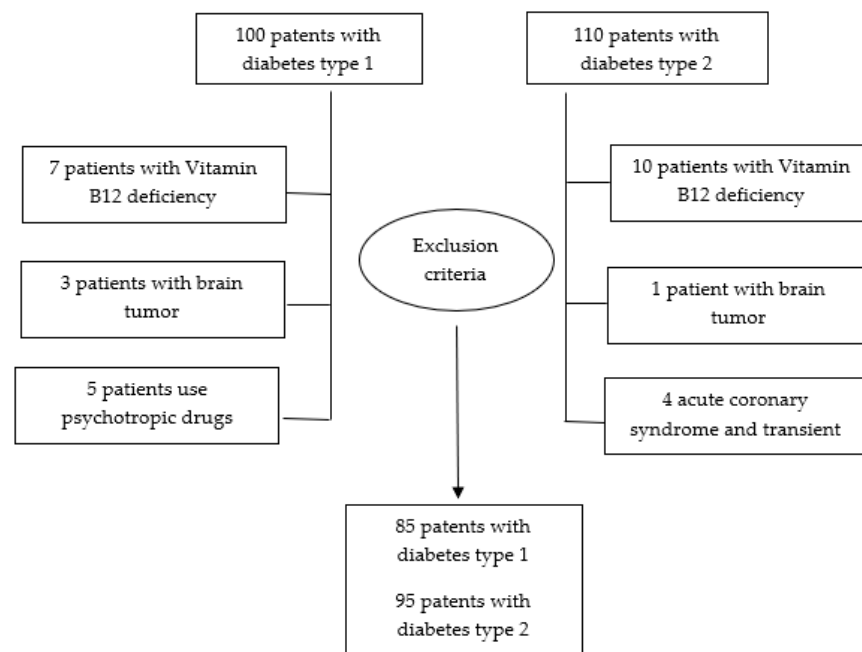 100 patents with
diabetes type 1
110 patents with
diabetes type 2
7 patients with Vitamin
B12 deficiency
10 patients with Vitamin
B12 deficiency
Exclusion
criteria
3 patients with brain
tumor
1 patient with brain
tumor
5 patients use
psychotropic drugs
4 acute coronary
syndrome and transient
85 patents with
diabetes type 1
95 patents with
diabetes type 2